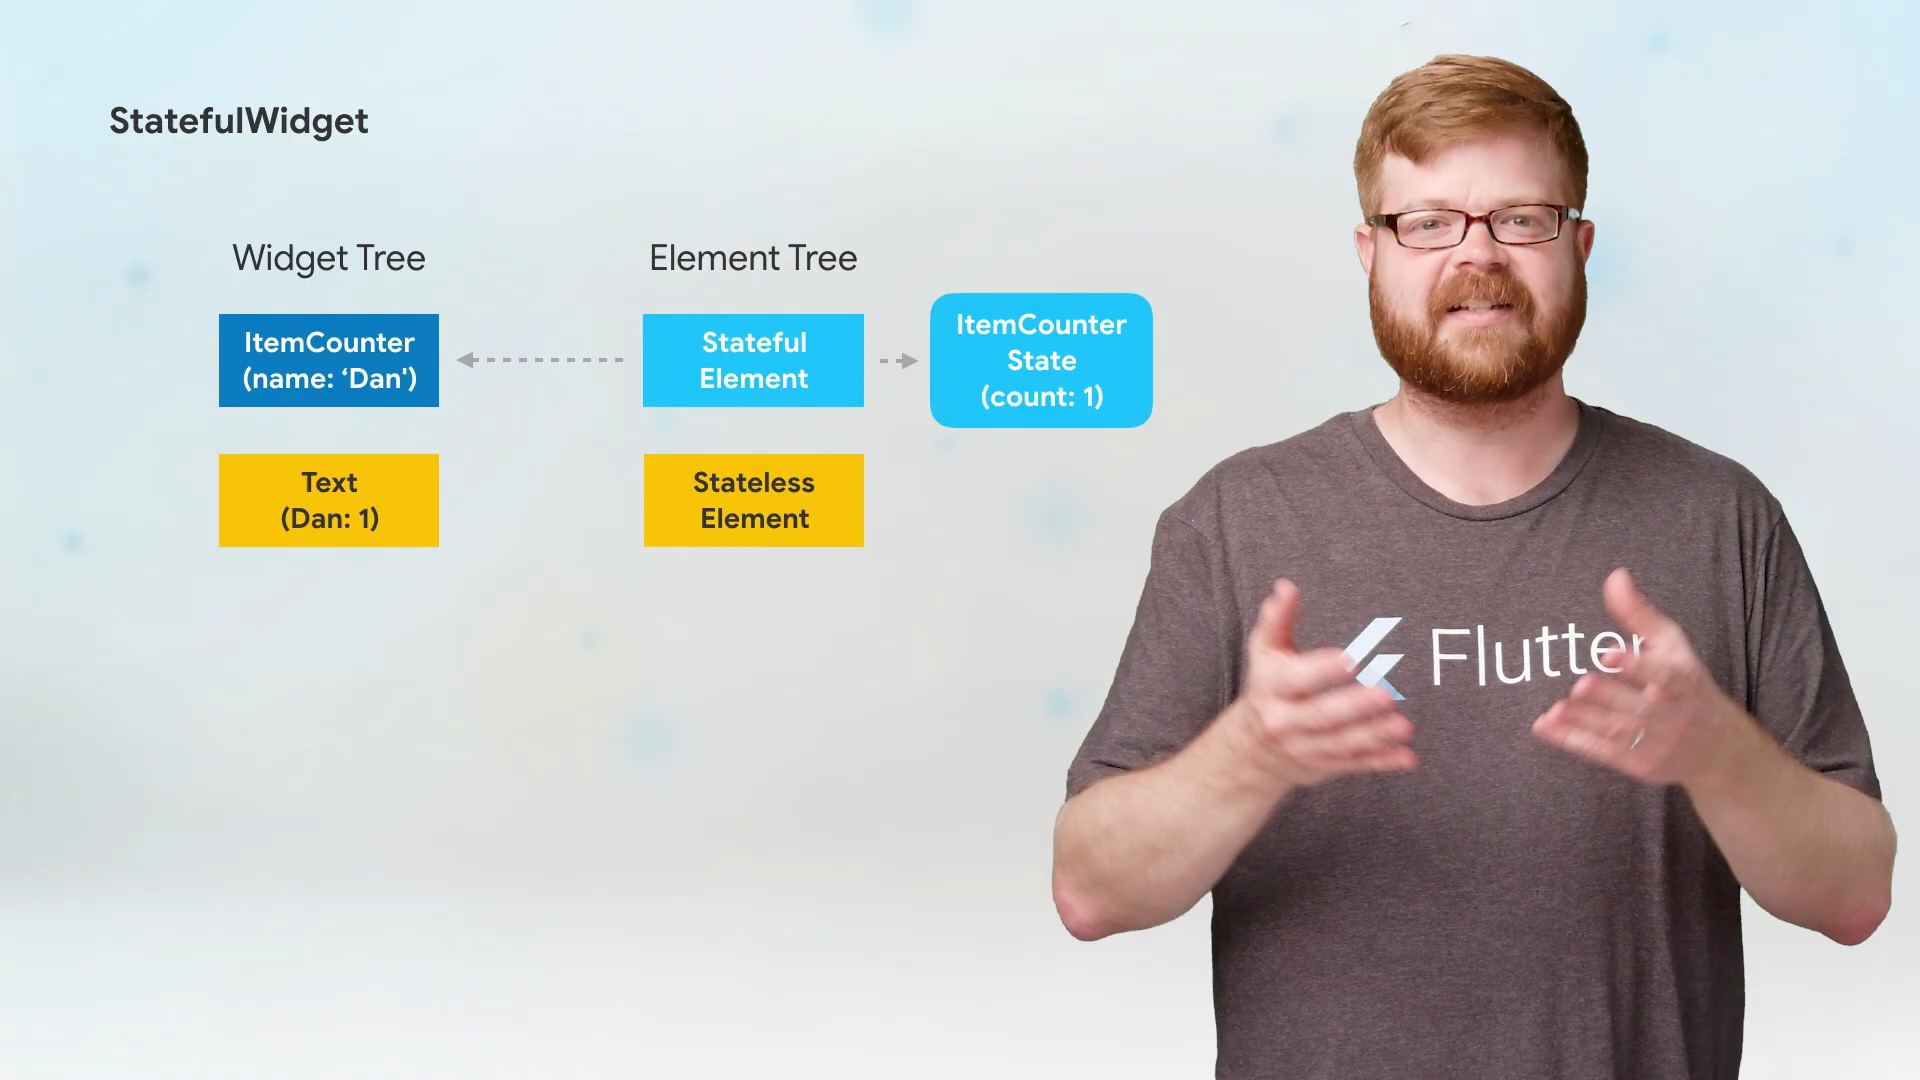 StatefulWidget
Widget Tree
Element Tree
ItemCounter
(name: ‘Dan')
Stateful
Element
ItemCounter
State
(count: 1)
Text
(Dan: 1)
Stateless
Element
Flutter